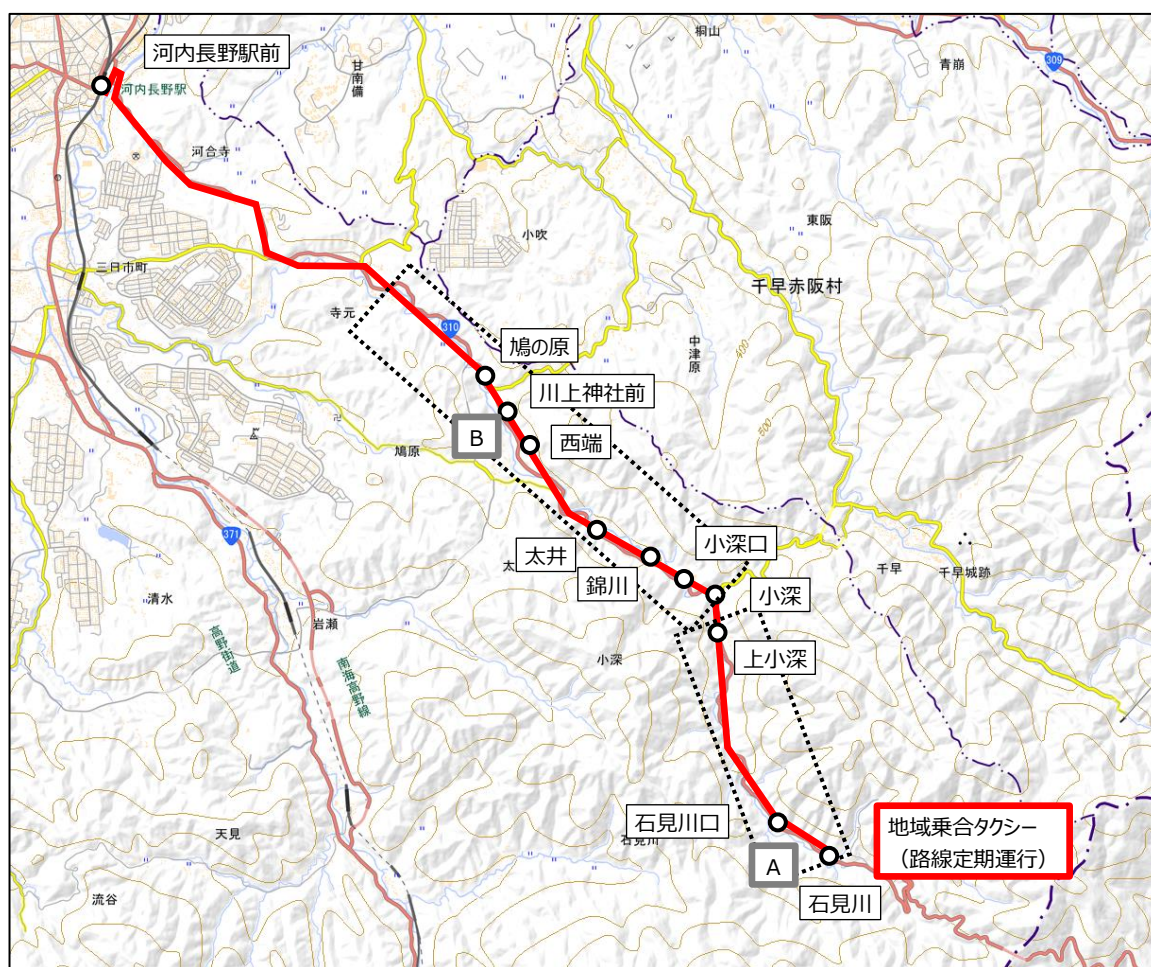 桐山
309
青崩
河内長野駅前
甘南備
河内長野駅
河合寺
東阪
小吹
三日市町
千早赤阪村
寺元
310
中津原
400
鳩の原
川上神社前
B
西端
500
鳩原
371
太井
小深口
錦川
千早
千早城跡
小深
清水
岩瀬
高野街道
南海高野線
小深
上小深
石見川口
地域乗合タクシー
(路線定期運行)
天見
A
石見川
流谷